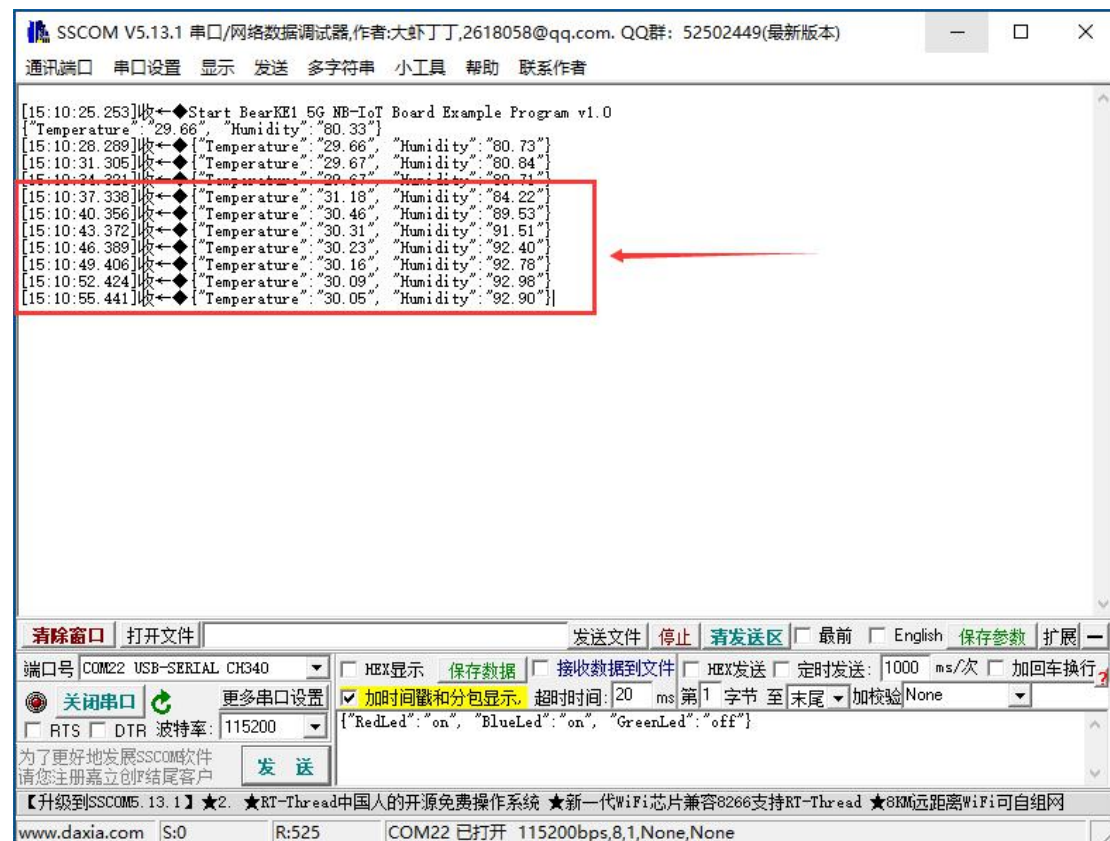 SSCOM V5.13.1 串口/网络数据调试器,作者:大虾丁丁,2618058@qq.com. QQ群: 52502449(最新版本)
通讯端口 串口设置 显示 发送 多字符串 小工具 帮助 联系作者
[15:10:25.253]收←◆Start BearKE1 5G NB-IoT Board Example Program v1.0
{"Temperature":"29.66", "Humidity":"80.33"}
[15:10:28.289]收←◆{"Temperature":"29.66", "Humidity":"80.73"}
[15:10:31.305]收←◆{"Temperature":"29.67", "Humidity":"80.84"}
[15:10:34.321]收←◆{"Temperature":"29.67", "Humidity":"80.71"}
[15:10:37.338]收←◆{"Temperature":"31.18", "Humidity":"84.22"}
[15:10:40.356]收←◆{"Temperature":"30.46", "Humidity":"89.53"}
[15:10:43.372]收←◆{"Temperature":"30.31", "Humidity":"91.51"}
[15:10:46.389]收←◆{"Temperature":"30.23", "Humidity":"92.40"}
[15:10:49.406]收←◆{"Temperature":"30.16", "Humidity":"92.78"}
[15:10:52.424]收←◆{"Temperature":"30.09", "Humidity":"92.98"}
[15:10:55.441]收←◆{"Temperature":"30.05", "Humidity":"92.90"}
清除窗口 打开文件 发送文件 停止 清发送区 最前 English 保存参数 扩展 —
端口号 COM22 USB-SERIAL CH340 HEX显示 保存数据 接收数据到文件 HEX发送 定时发送: 1000 ms/次 加回车换行
关闭串口 更多串口设置 加时间戳和分包显示, 超时时间: 20 ms 第1 字节 至 末尾 加校验 None
RTS DTR 波特率: 115200 {"RedLed":"on", "BlueLed":"on", "GreenLed":"off"}
为了更好地发展SSCOM软件
请您注册嘉立创F结尾客户 发 送
【升级到SSCOM5.13.1】★2. ★RT-Thread中国人的开源免费操作系统 ★新一代WiFi芯片兼容8266支持RT-Thread ★8KM远距离WiFi可自组网
www.daxia.com S:0 R:525 COM22 已打开 115200bps,8,1,None,None